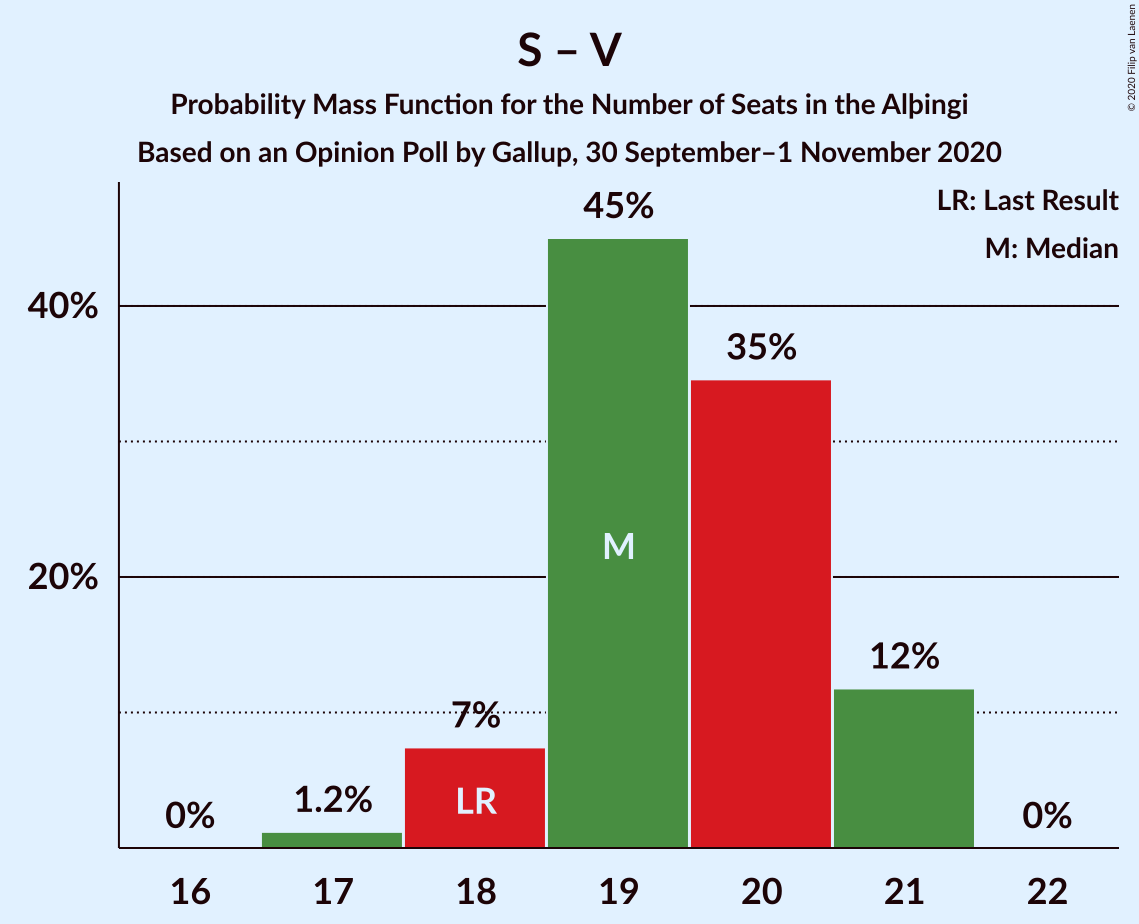 S – V
Probability Mass Function for the Number of Seats in the Alþingi
Based on an Opinion Poll by Gallup, 30 September–1 November 2020
© 2020 Filip van Laenen
LR: Last Result
M: Median
45%
40%
35%
M
20%
12%
7%
LR
1.2%
0%
0%
16 17 18 19 20 21 22